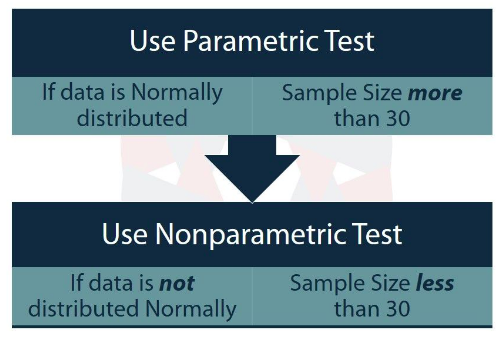 Use Parametric Test
If data is Normally
distributed
Sample Size more
than 30
Use Nonparametric Test
If data is not
distributed Normally
Sample Size less
than 30